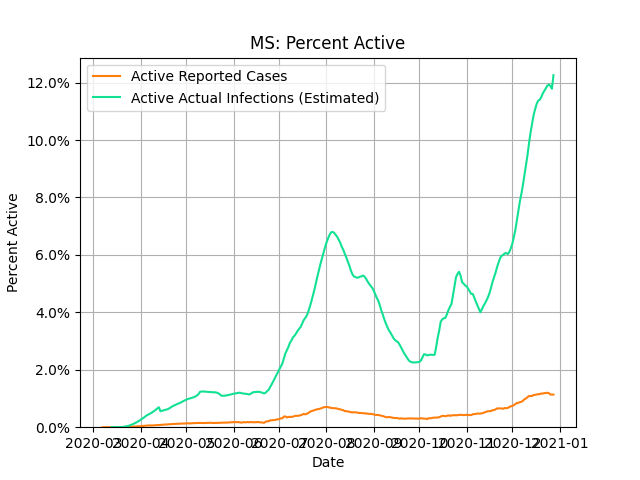 MS: Percent Active
Active Reported Cases
Active Actual Infections (Estimated)
12.0%
10.0%
8.0%
6.0%
4.0%
2.0%
0.0%
Percent Active
2020-03 2020-04 2020-05 2020-06 2020-07 2020-08 2020-09 2020-10 2020-11 2020-12 2021-01
Date